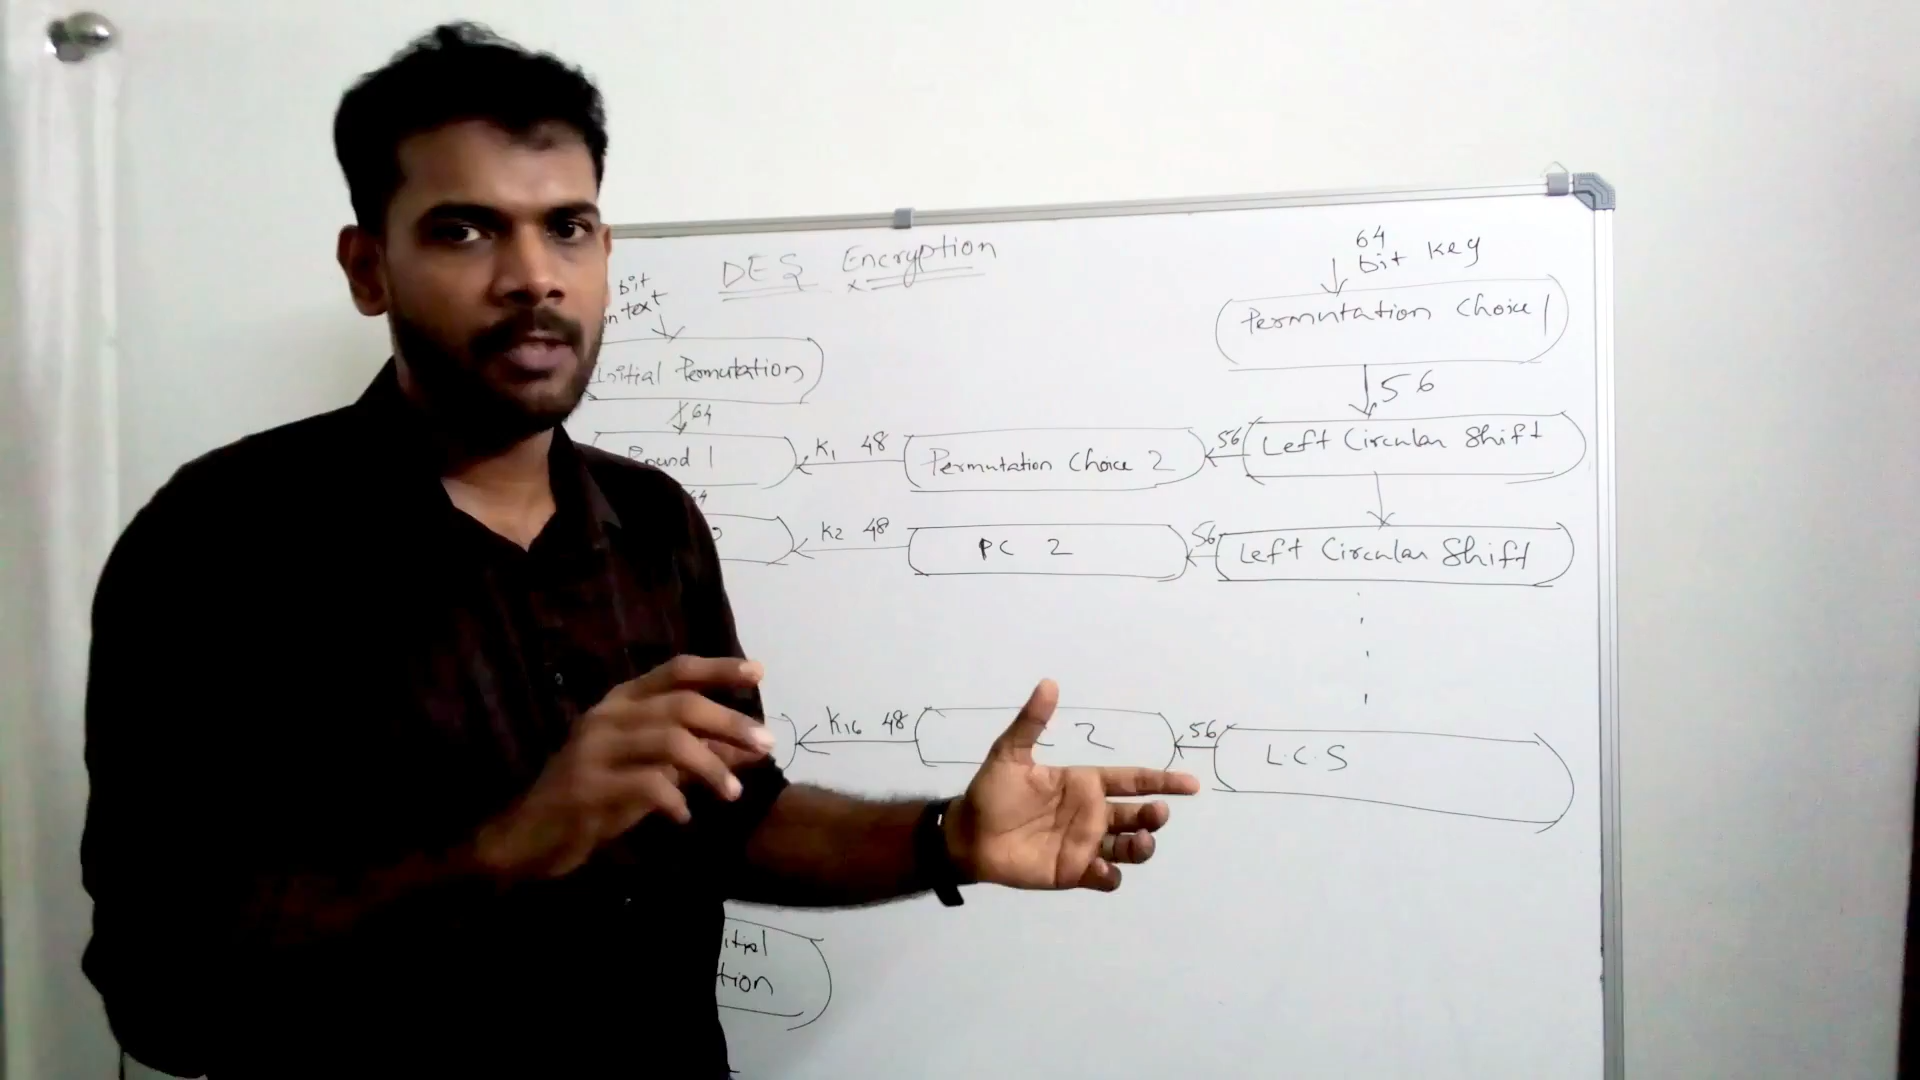 DES Encryption
64
bit key
bit
text
Permutation Choice 1
56
Initial Permutation
64
Round 1
K1 48
Permutation Choice 2
56
Left Circular Shift
64
K2 48
PC 2
56
Left Circular Shift
K16 48
2
56
L.C.S
itial
tion